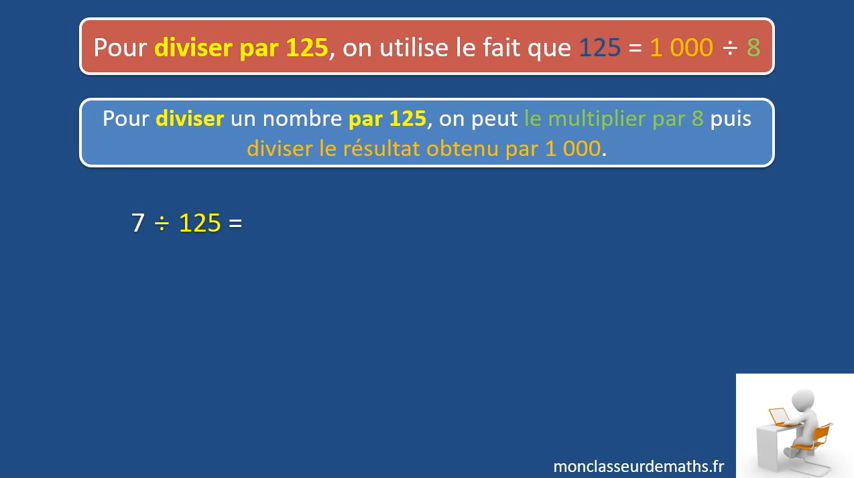 Pour diviser par 125, on utilise le fait que 125 = 1 000 ÷ 8
Pour diviser un nombre par 125, on peut le multiplier par 8 puis
diviser le résultat obtenu par 1 000.
7 ÷ 125 =
monclasseurdemaths.fr